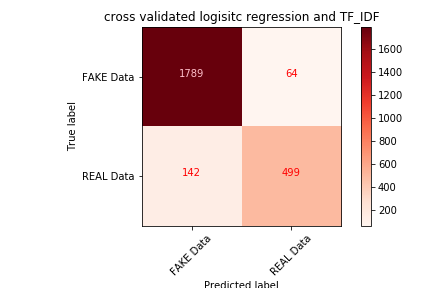 cross validated logisitc regression and TF_IDF
FAKE Data
1789
64
REAL Data
142
499
True label
FAKE Data
REAL Data
Predicted label
1600
1400
1200
1000
800
600
400
200